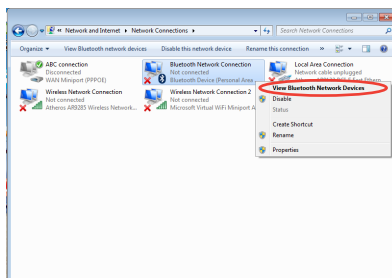 « Network and Internet ▸ Network Connections ▸
Search Network Connections
Organize ▾ View Bluetooth network devices Disable this network device Rename this connection »
ABC connection
Disconnected
WAN Miniport (PPPOE)
Bluetooth Network Connection
Not connected
Bluetooth Device (Personal Area
Local Area Connection
Network cable unplugged
Wireless Network Connection
Not connected
Atheros AR9285 Wireless Network...
Wireless Network Connection 2
Not connected
Microsoft Virtual WiFi Miniport A
View Bluetooth Network Devices
Disable
Status
Create Shortcut
Rename
Properties